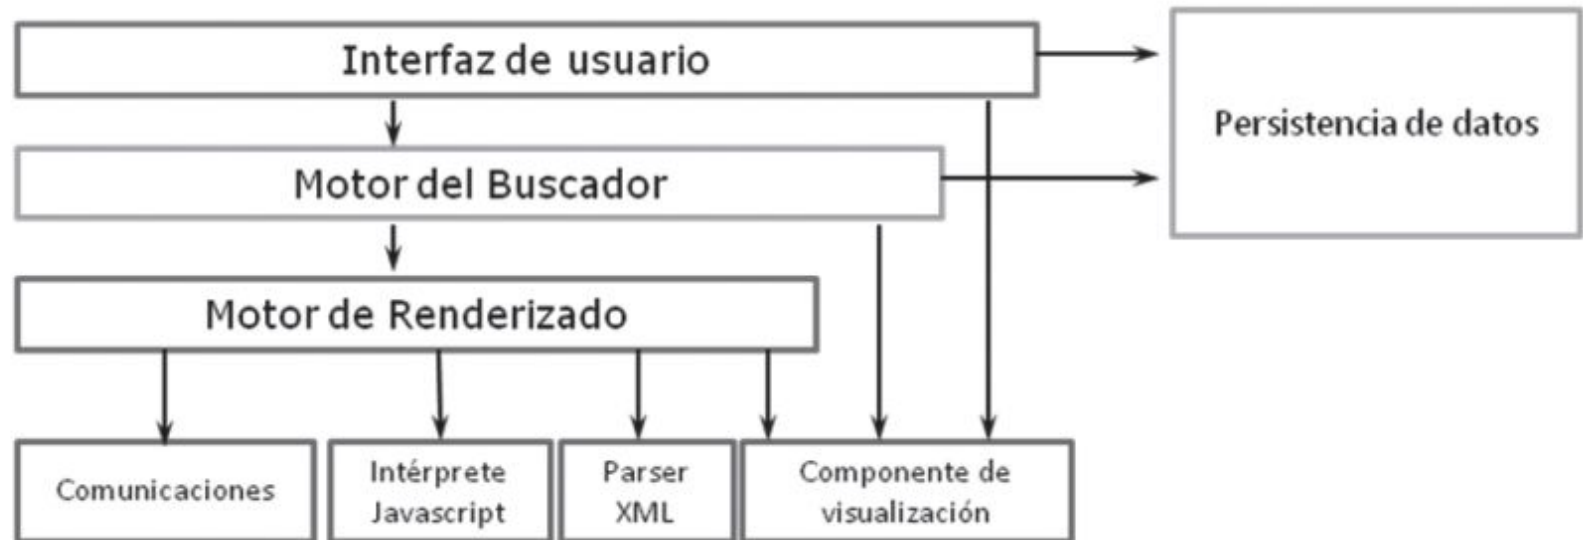 Interfaz de usuario
Persistencia de datos
Motor del Buscador
Motor de Renderizado
Comunicaciones
Intérprete
Javascript
Parser
XML
Componente de
visualización